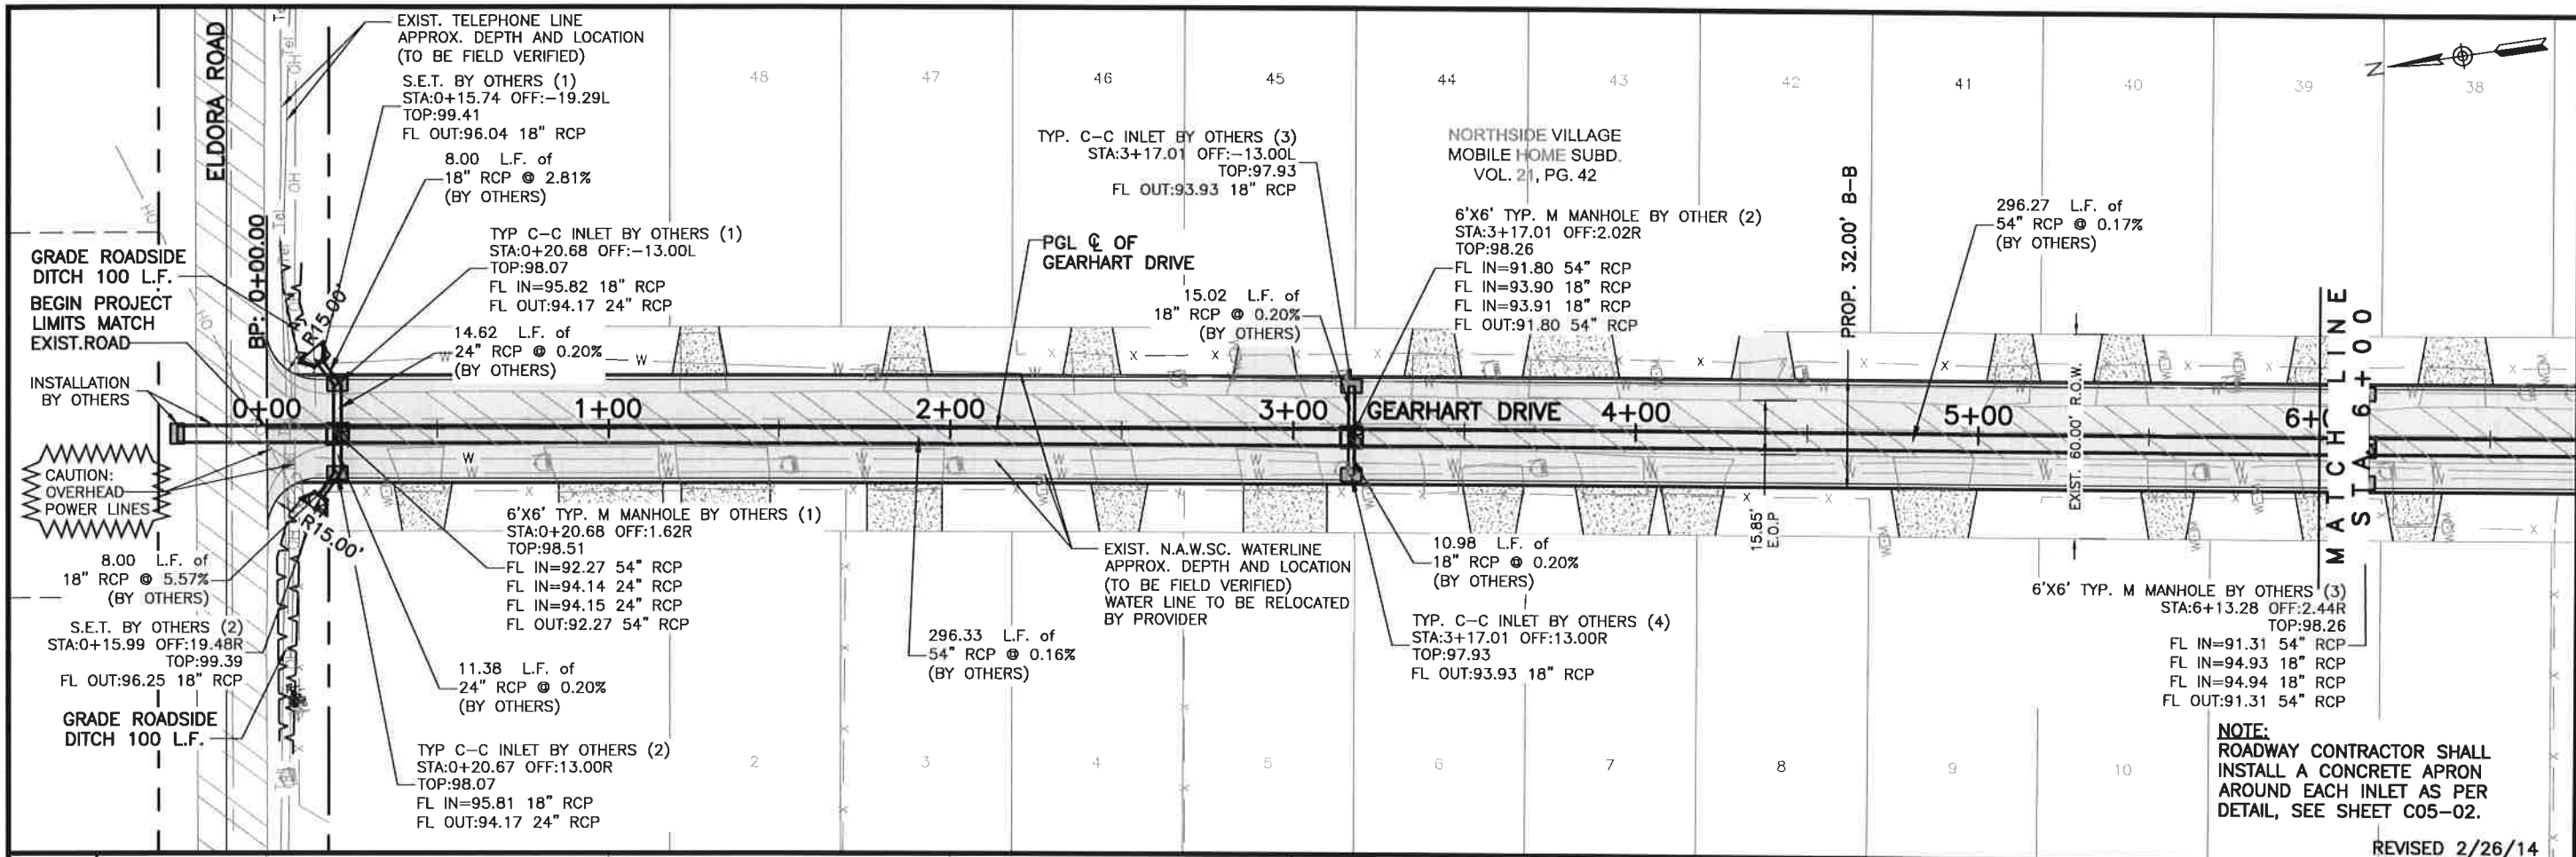 EXIST. TELEPHONE LINE
APPROX. DEPTH AND LOCATION
(TO BE FIELD VERIFIED)
S.E.T. BY OTHERS (1)
STA:0+15.74 OFF:-19.29L
TOP:99.41
FL OUT:96.04 18" RCP
8.00 L.F. of
18" RCP @ 2.81%
(BY OTHERS)
TYP C-C INLET BY OTHERS (1)
STA:0+20.68 OFF:-13.00L
TOP:98.07
FL IN=95.82 18" RCP
FL OUT:94.17 24" RCP
14.62 L.F. of
24" RCP @ 0.20%
(BY OTHERS)
ELDORA ROAD
BP: 0+00.00
GRADE ROADSIDE
DITCH 100 L.F.
BEGIN PROJECT
LIMITS MATCH
EXIST.ROAD
INSTALLATION
BY OTHERS
R15.00'
CAUTION:
OVERHEAD
POWER LINES
R15.00'
8.00 L.F. of
18" RCP @ 5.57%
(BY OTHERS)
S.E.T. BY OTHERS (2)
STA:0+15.99 OFF:19.48R
TOP:99.39
FL OUT:96.25 18" RCP
GRADE ROADSIDE
DITCH 100 L.F.
48
47
46
45
44
43
42
41
40
39
38
N
TYP. C-C INLET BY OTHERS (3)
STA:3+17.01 OFF:-13.00L
TOP:97.93
FL OUT:93.93 18" RCP
NORTHSIDE VILLAGE
MOBILE HOME SUBD.
VOL. 21, PG. 42
PGL ℄ OF
GEARHART DRIVE
15.02 L.F. of
18" RCP @ 0.20%
(BY OTHERS)
6'X6' TYP. M MANHOLE BY OTHER (2)
STA:3+17.01 OFF:2.02R
TOP:98.26
FL IN=91.80 54" RCP
FL IN=93.90 18" RCP
FL IN=93.91 18" RCP
FL OUT:91.80 54" RCP
PROP. 32.00' B-B
296.27 L.F. of
54" RCP @ 0.17%
(BY OTHERS)
0+00
1+00
2+00
3+00
GEARHART DRIVE
4+00
5+00
EXIST. 60.00' R.O.W.
MATCH LINE
STA 6+00
15.85'
E.O.P
6'X6' TYP. M MANHOLE BY OTHERS (1)
STA:0+20.68 OFF:1.62R
TOP:98.51
FL IN=92.27 54" RCP
FL IN=94.14 24" RCP
FL IN=94.15 24" RCP
FL OUT:92.27 54" RCP
11.38 L.F. of
24" RCP @ 0.20%
(BY OTHERS)
TYP C-C INLET BY OTHERS (2)
STA:0+20.67 OFF:13.00R
TOP:98.07
FL IN=95.81 18" RCP
FL OUT:94.17 24" RCP
296.33 L.F. of
54" RCP @ 0.16%
(BY OTHERS)
EXIST. N.A.W.SC. WATERLINE
APPROX. DEPTH AND LOCATION
(TO BE FIELD VERIFIED)
WATER LINE TO BE RELOCATED
BY PROVIDER
10.98 L.F. of
18" RCP @ 0.20%
(BY OTHERS)
TYP. C-C INLET BY OTHERS (4)
STA:3+17.01 OFF:13.00R
TOP:97.93
FL OUT:93.93 18" RCP
6'X6' TYP. M MANHOLE BY OTHERS (3)
STA:6+13.28 OFF:2.44R
TOP:98.26
FL IN=91.31 54" RCP
FL IN=94.93 18" RCP
FL IN=94.94 18" RCP
FL OUT:91.31 54" RCP
2
3
4
5
6
7
8
9
10
NOTE:
ROADWAY CONTRACTOR SHALL
INSTALL A CONCRETE APRON
AROUND EACH INLET AS PER
DETAIL, SEE SHEET C05-02.
REVISED 2/26/14